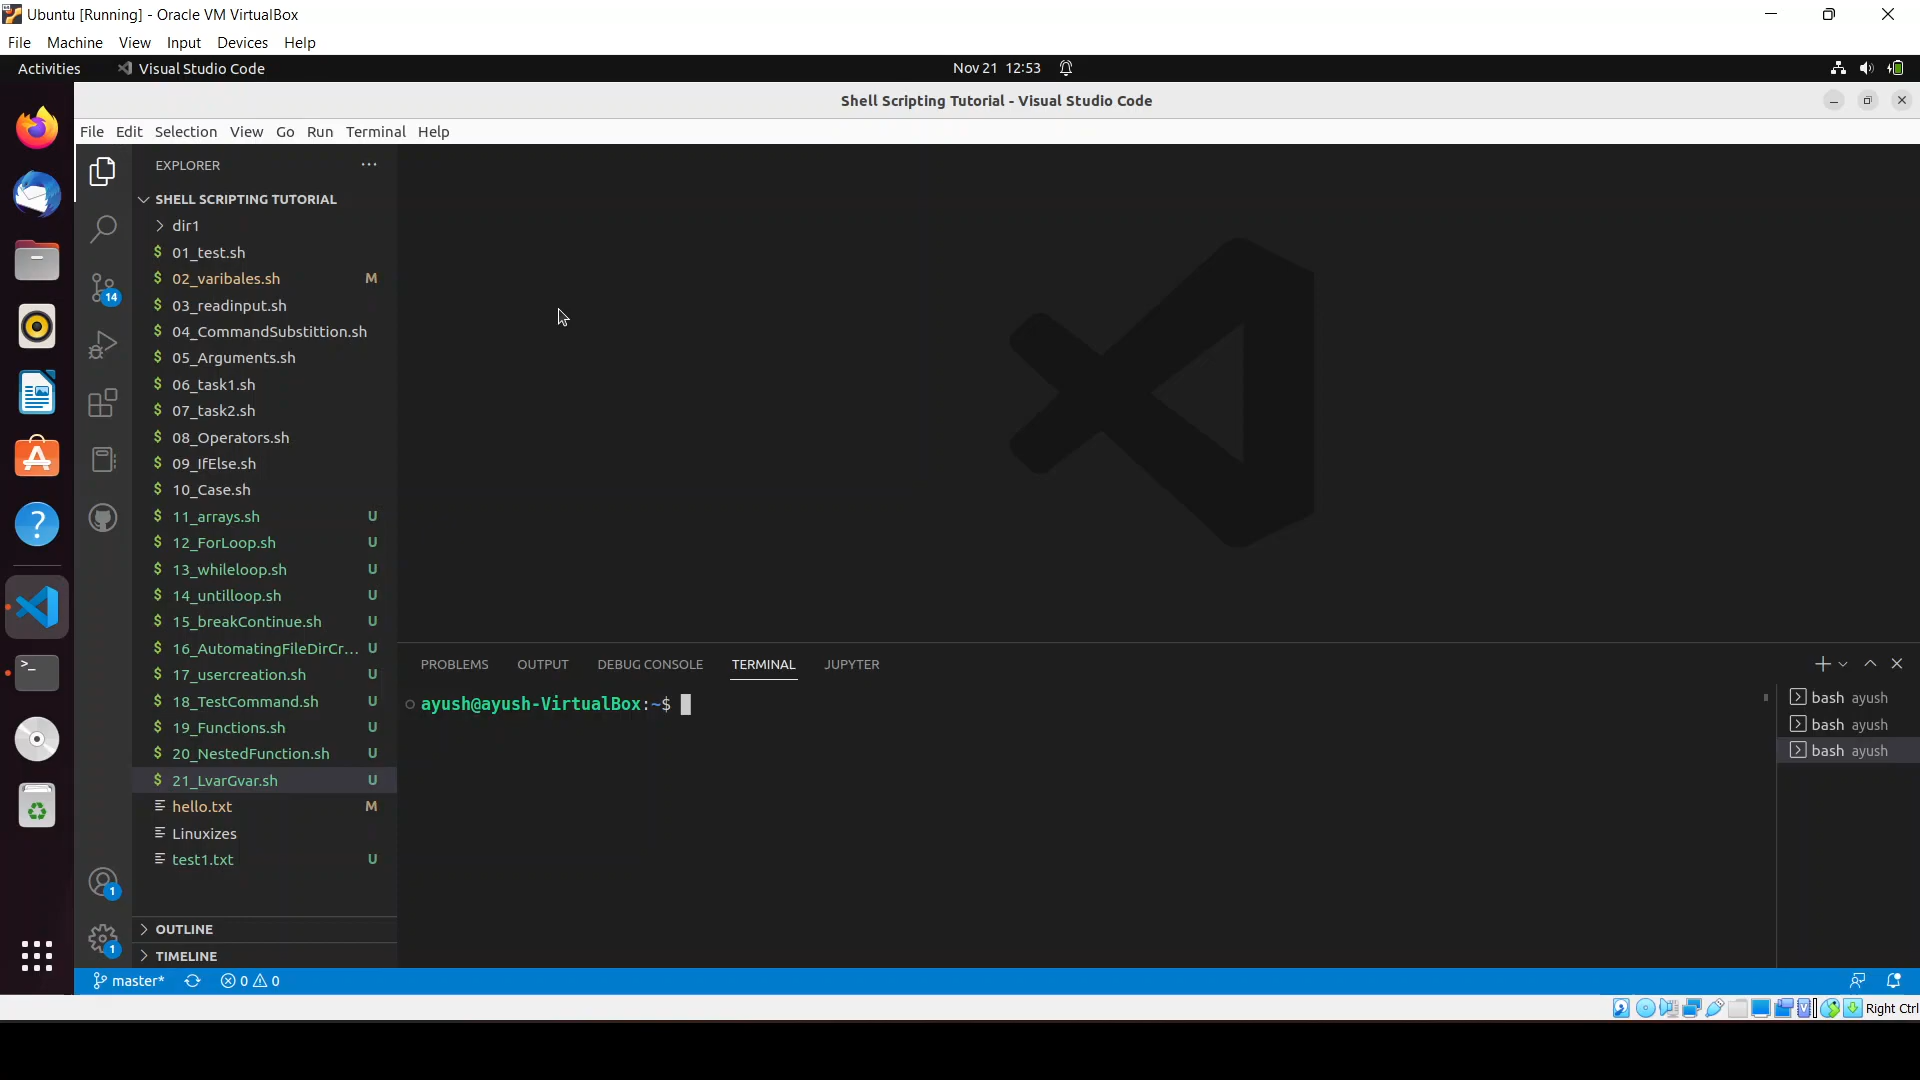 Ubuntu [Running] - Oracle VM VirtualBox
File Machine View Input Devices Help
Activities Visual Studio Code Nov 21 12:53
Shell Scripting Tutorial - Visual Studio Code
File Edit Selection View Go Run Terminal Help
EXPLORER ···
SHELL SCRIPTING TUTORIAL
dir1
$ 01_test.sh
$ 02_varibales.sh M
$ 03_readinput.sh
$ 04_CommandSubstittion.sh
$ 05_Arguments.sh
$ 06_task1.sh
$ 07_task2.sh
$ 08_Operators.sh
$ 09_IfElse.sh
$ 10_Case.sh
$ 11_arrays.sh U
$ 12_ForLoop.sh U
$ 13_whileloop.sh U
$ 14_untilloop.sh U
$ 15_breakContinue.sh U
$ 16_AutomatingFileDirCr... U
$ 17_usercreation.sh U
$ 18_TestCommand.sh U
$ 19_Functions.sh U
$ 20_NestedFunction.sh U
$ 21_LvarGvar.sh U
hello.txt M
Linuxizes
test1.txt U
OUTLINE
TIMELINE
14
1
1
PROBLEMS OUTPUT DEBUG CONSOLE TERMINAL JUPYTER
ayush@ayush-VirtualBox:~$
bash ayush
bash ayush
bash ayush
master* 0 0
Right Ctrl